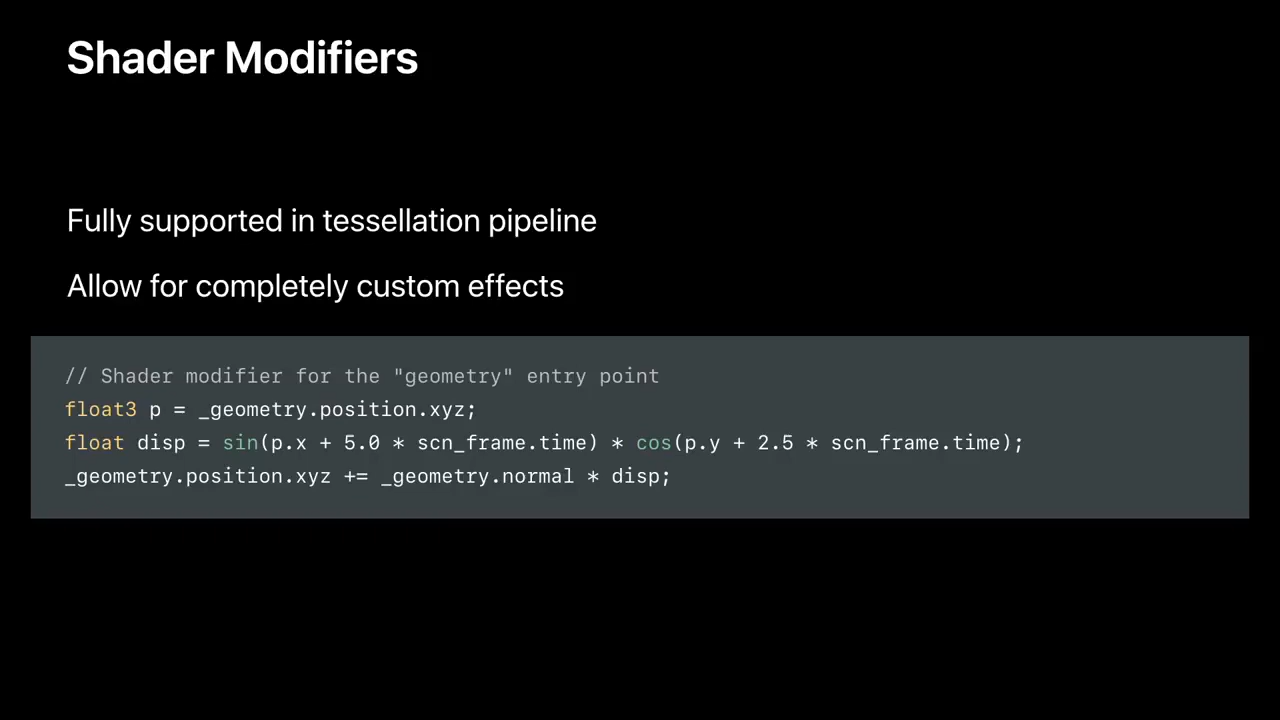 Shader Modifiers
Fully supported in tessellation pipeline
Allow for completely custom effects
// Shader modifier for the "geometry" entry point
float3 p = _geometry.position.xyz;
float disp = sin(p.x + 5.0 * scn_frame.time) * cos(p.y + 2.5 * scn_frame.time);
_geometry.position.xyz += _geometry.normal * disp;